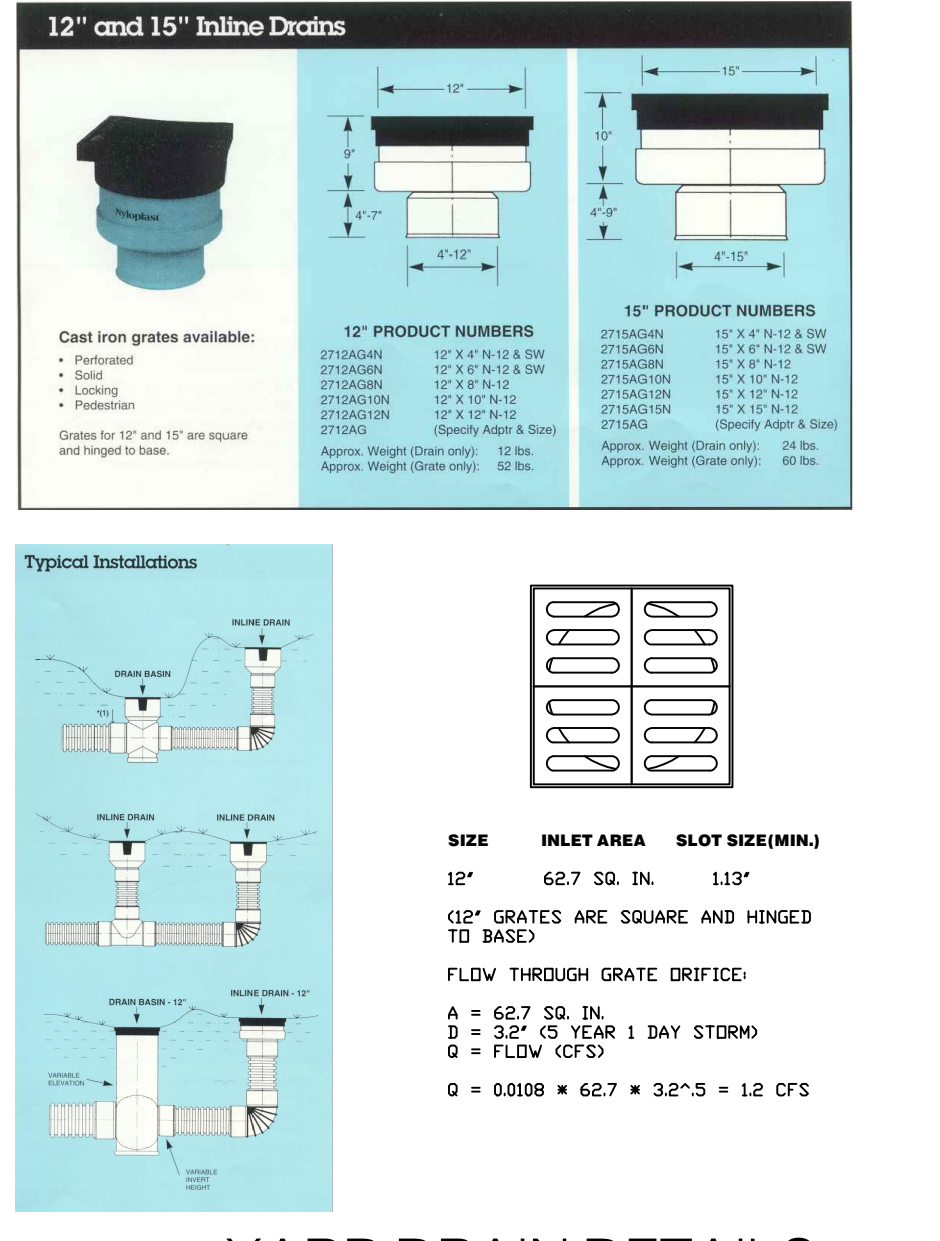 12" and 15" Inline Drains
Nyloplast
Cast iron grates available:
• Perforated
• Solid
• Locking
• Pedestrian
Grates for 12" and 15" are square
and hinged to base.
12"
9"
4"-7"
4"-12"
12" PRODUCT NUMBERS
2712AG4N 12" X 4" N-12 & SW
2712AG6N 12" X 6" N-12 & SW
2712AG8N 12" X 8" N-12
2712AG10N 12" X 10" N-12
2712AG12N 12" X 12" N-12
2712AG (Specify Adptr & Size)
Approx. Weight (Drain only): 12 lbs.
Approx. Weight (Grate only): 52 lbs.
15"
10"
4"-9"
4"-15"
15" PRODUCT NUMBERS
2715AG4N 15" X 4" N-12 & SW
2715AG6N 15" X 6" N-12 & SW
2715AG8N 15" X 8" N-12
2715AG10N 15" X 10" N-12
2715AG12N 15" X 12" N-12
2715AG15N 15" X 15" N-12
2715AG (Specify Adptr & Size)
Approx. Weight (Drain only): 24 lbs.
Approx. Weight (Grate only): 60 lbs.
Typical Installations
INLINE DRAIN
DRAIN BASIN
*(1)
INLINE DRAIN INLINE DRAIN
DRAIN BASIN - 12" INLINE DRAIN - 12"
VARIABLE
ELEVATION
VARIABLE
INVERT
HEIGHT
SIZE INLET AREA SLOT SIZE(MIN.)
12" 62.7 SQ. IN. 1.13"
(12" GRATES ARE SQUARE AND HINGED
TO BASE)
FLOW THROUGH GRATE ORIFICE:
A = 62.7 SQ. IN.
D = 3.2" (5 YEAR 1 DAY STORM)
Q = FLOW (CFS)
Q = 0.0108 * 62.7 * 3.2^.5 = 1.2 CFS
YARD DRAIN DETAILS